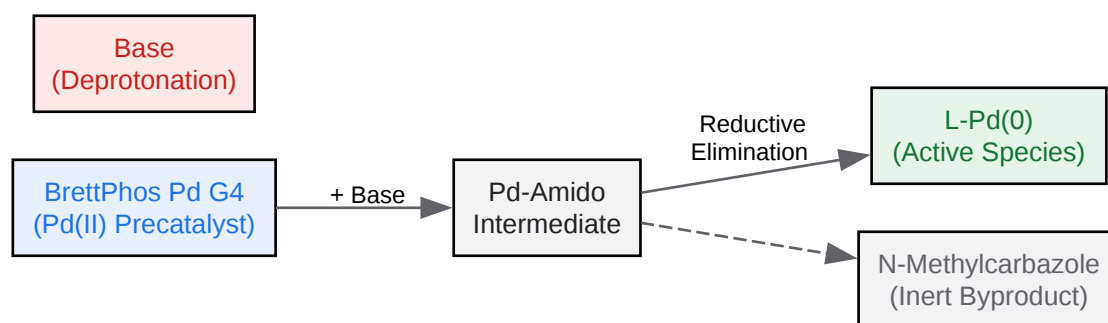 Base
(Deprotonation)
BrettPhos Pd G4
(Pd(II) Precatalyst)
+ Base
Pd-Amido
Intermediate
Reductive
Elimination
L-Pd(0)
(Active Species)
N-Methylcarbazole
(Inert Byproduct)